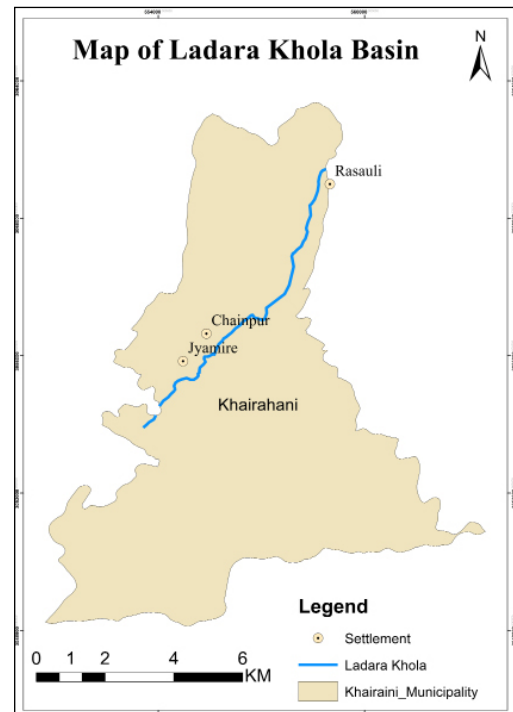 Map of Ladara Khola Basin
N
Rasauli
Chainpur
Jyamire
Khairahani
Legend
Settlement
Ladara Khola
Khairaini_Municipality
0 1 2 4 6
KM